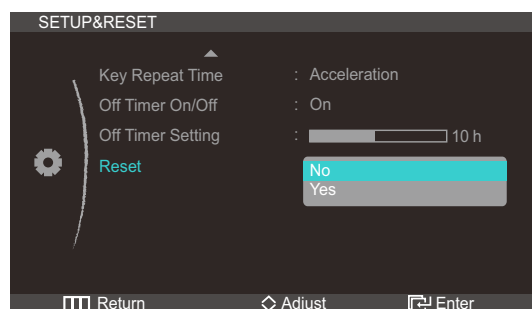 SETUP&RESET
Key Repeat Time : Acceleration
Off Timer On/Off : On
Off Timer Setting : 10 h
Reset No
Yes
Return Adjust Enter